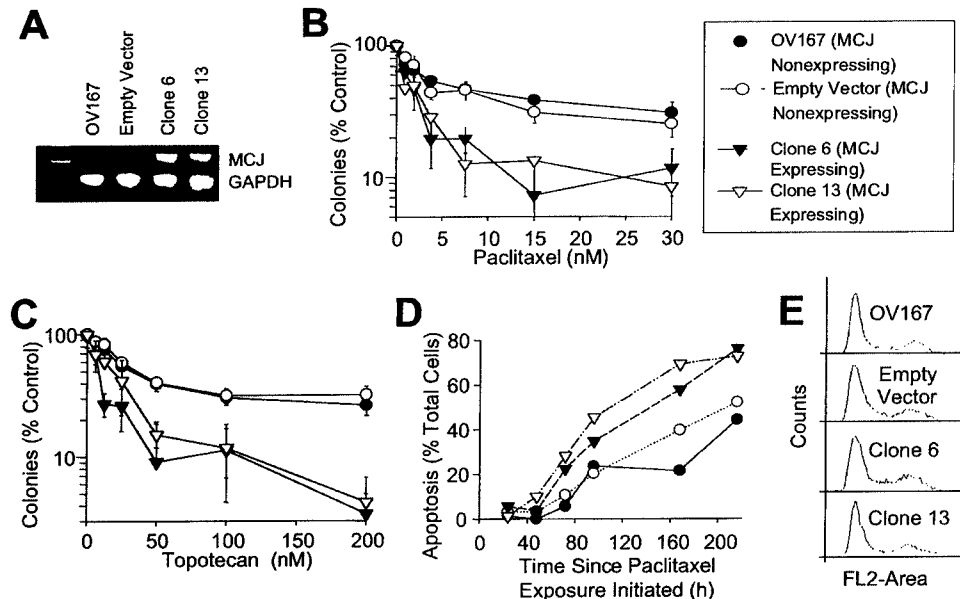 A
OV167
Empty Vector
Clone 6
Clone 13
MCJ
GAPDH
B
Colonies (% Control)
100
10
0 5 10 15 20 25 30
Paclitaxel (nM)
OV167 (MCJ
Nonexpressing)
Empty Vector (MCJ
Nonexpressing)
Clone 6 (MCJ
Expressing)
Clone 13 (MCJ
Expressing)
C
Colonies (% Control)
100
10
0 50 100 150 200
Topotecan (nM)
D
Apoptosis (% Total Cells)
80
60
40
20
0
0 40 80 120 160 200
Time Since Paclitaxel
Exposure Initiated (h)
E
Counts
OV167
Empty
Vector
Clone 6
Clone 13
FL2-Area